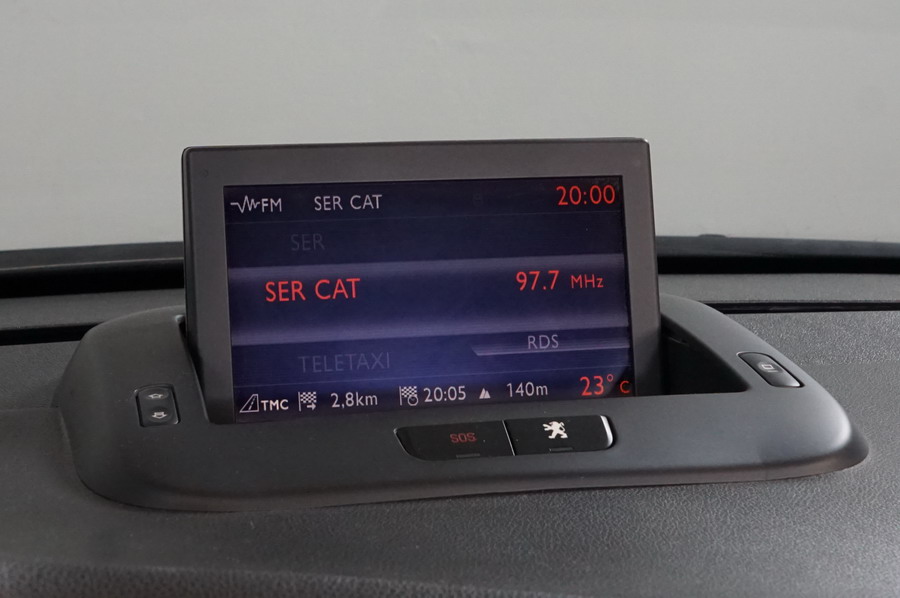 FM SER CAT 20:00
SER
SER CAT 97.7 MHz
RDS
TELETAXI
TMC 2,8km 20:05 140m 23° C
SOS